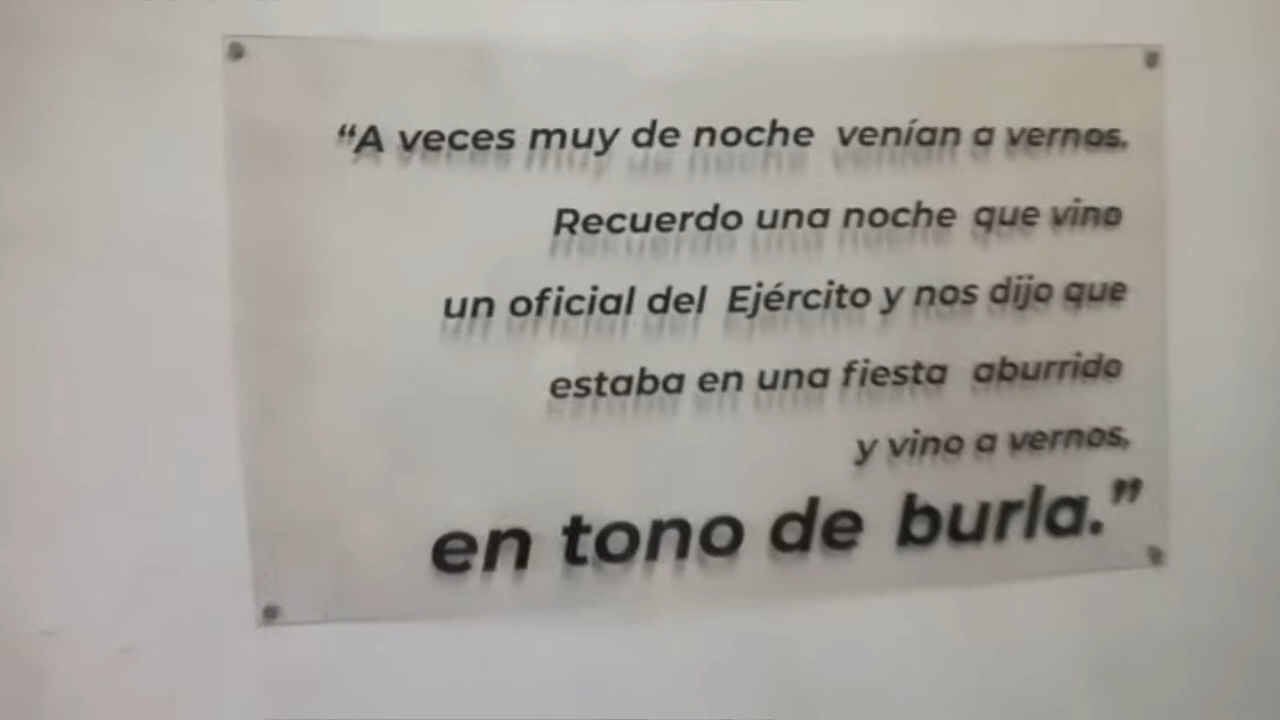 “A veces muy de noche venían a vernos,
Recuerdo una noche que vino
un oficial del Ejército y nos dijo que
estaba en una fiesta aburrido
y vino a vernos,
en tono de burla.”